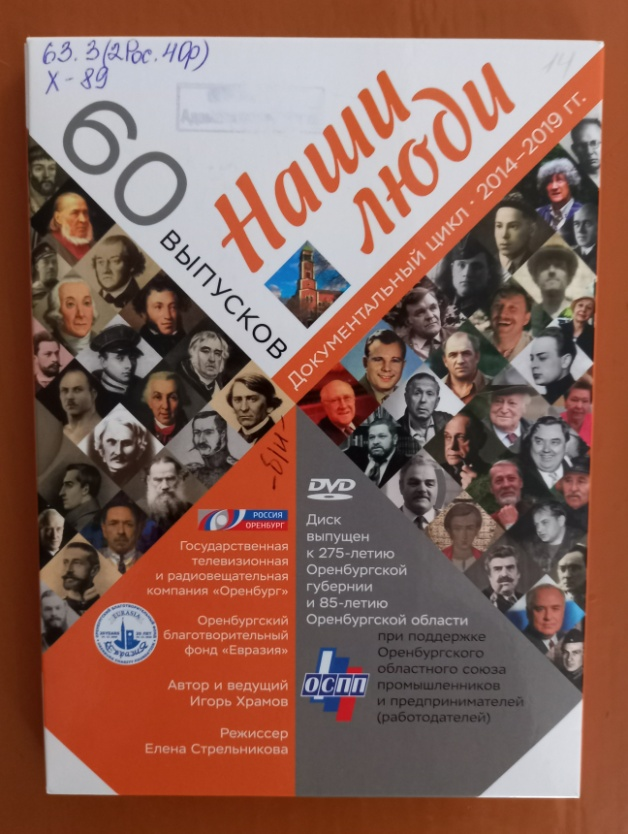 63.3(2Рос.4Ор)
Х-89
14
60
ВЫПУСКОВ
Наши
люди
ДОКУМЕНТАЛЬНЫЙ ЦИКЛ · 2014–2019 ГГ.
-б/и-
РОССИЯ
ОРЕНБУРГ
Государственная
телевизионная
и радиовещательная
компания «Оренбург»
EURASIA
Евразия
Оренбургский
благотворительный
фонд «Евразия»
Автор и ведущий
Игорь Храмов
Режиссер
Елена Стрельникова
DVD
Диск
выпущен
к 275-летию
Оренбургской
губернии
и 85-летию
Оренбургской области
ОСПП
при поддержке
Оренбургского
областного союза
промышленников
и предпринимателей
(работодателей)